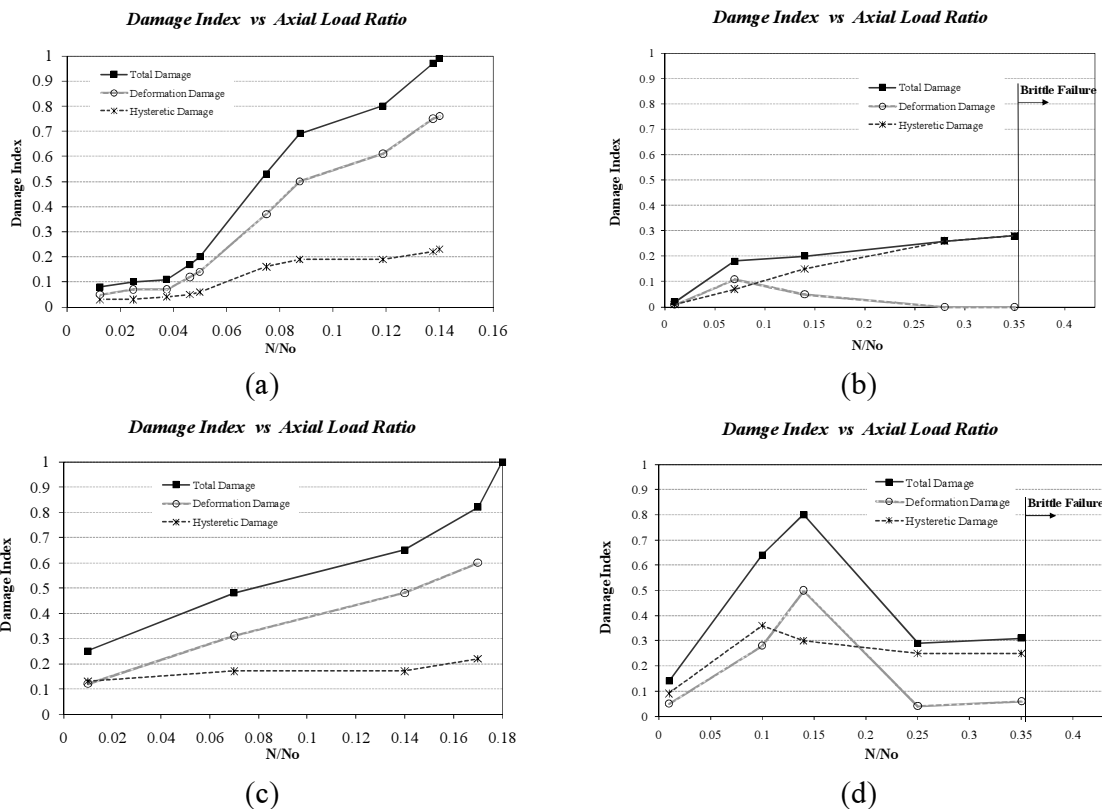 Damage Index vs Axial Load Ratio
1
0.9
0.8
0.7
0.6
0.5
0.4
0.3
0.2
0.1
0
Damage Index
Total Damage
Deformation Damage
Hysteretic Damage
0 0.02 0.04 0.06 0.08 0.10 0.12 0.14 0.16
N/No
(a)
Damge Index vs Axial Load Ratio
1
0.9
0.8
0.7
0.6
0.5
0.4
0.3
0.2
0.1
0
Damage Index
Total Damage
Deformation Damage
Hysteretic Damage
Brittle Failure
0 0.05 0.1 0.15 0.2 0.25 0.3 0.35 0.4
N/No
(b)
Damage Index vs Axial Load Ratio
1
0.9
0.8
0.7
0.6
0.5
0.4
0.3
0.2
0.1
0
Damage Index
Total Damage
Deformation Damage
Hysteretic Damage
0 0.02 0.04 0.06 0.08 0.10 0.12 0.14 0.16 0.18
N/No
(c)
Damge Index vs Axial Load Ratio
1
0.9
0.8
0.7
0.6
0.5
0.4
0.3
0.2
0.1
0
Damage Index
Total Damage
Deformation Damage
Hysteretic Damage
Brittle Failure
0 0.05 0.1 0.15 0.2 0.25 0.3 0.35 0.4
N/No
(d)